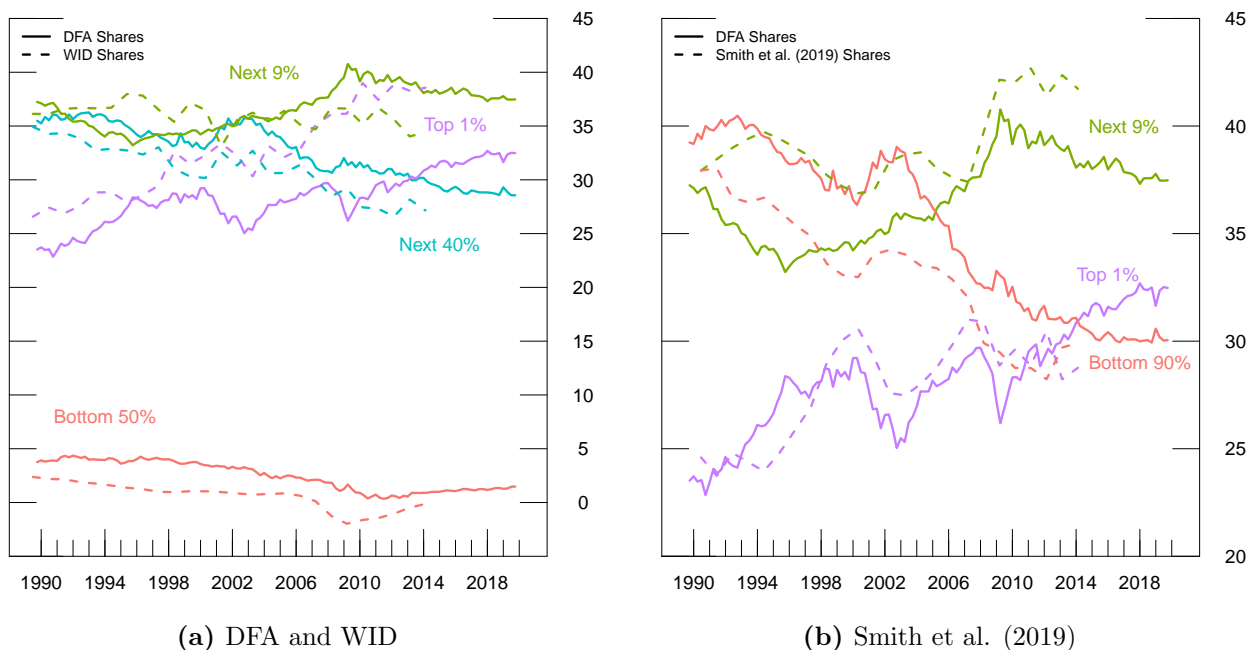 DFA Shares
WID Shares
Next 9%
Top 1%
Next 40%
Bottom 50%
45
40
35
30
25
20
15
10
5
0
1990 1994 1998 2002 2006 2010 2014 2018
(a) DFA and WID
DFA Shares
Smith et al. (2019) Shares
Next 9%
Top 1%
Bottom 90%
45
40
35
30
25
20
1990 1994 1998 2002 2006 2010 2014 2018
(b) Smith et al. (2019)